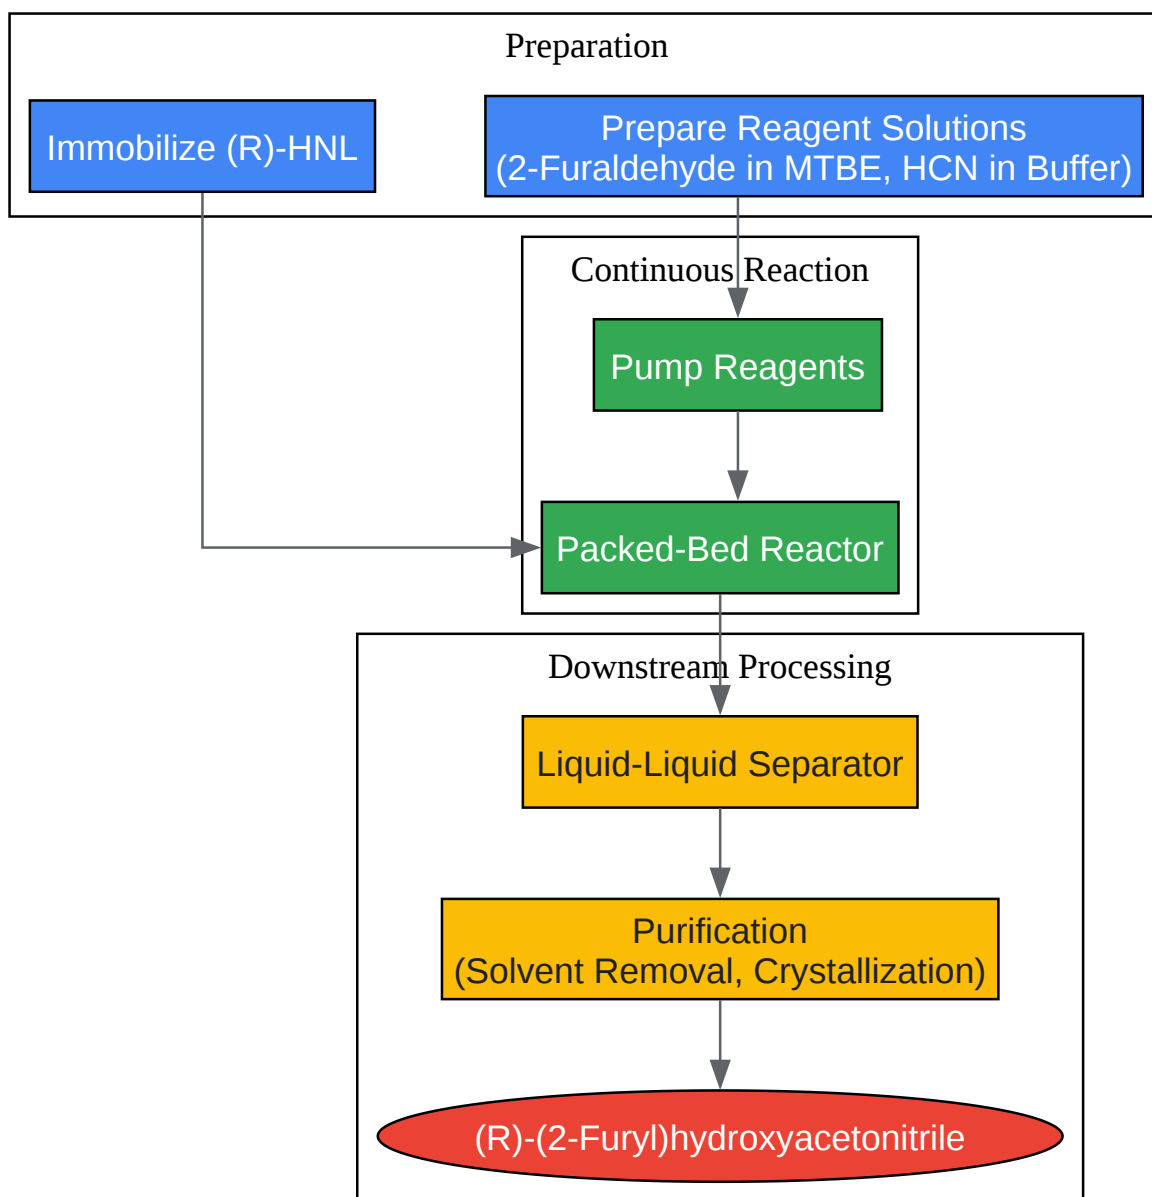 Preparation
Immobilize (R)-HNL
Prepare Reagent Solutions
(2-Furaldehyde in MTBE, HCN in Buffer)
Continuous Reaction
Pump Reagents
Packed-Bed Reactor
Downstream Processing
Liquid-Liquid Separator
Purification
(Solvent Removal, Crystallization)
(R)-(2-Furyl)hydroxyacetonitrile